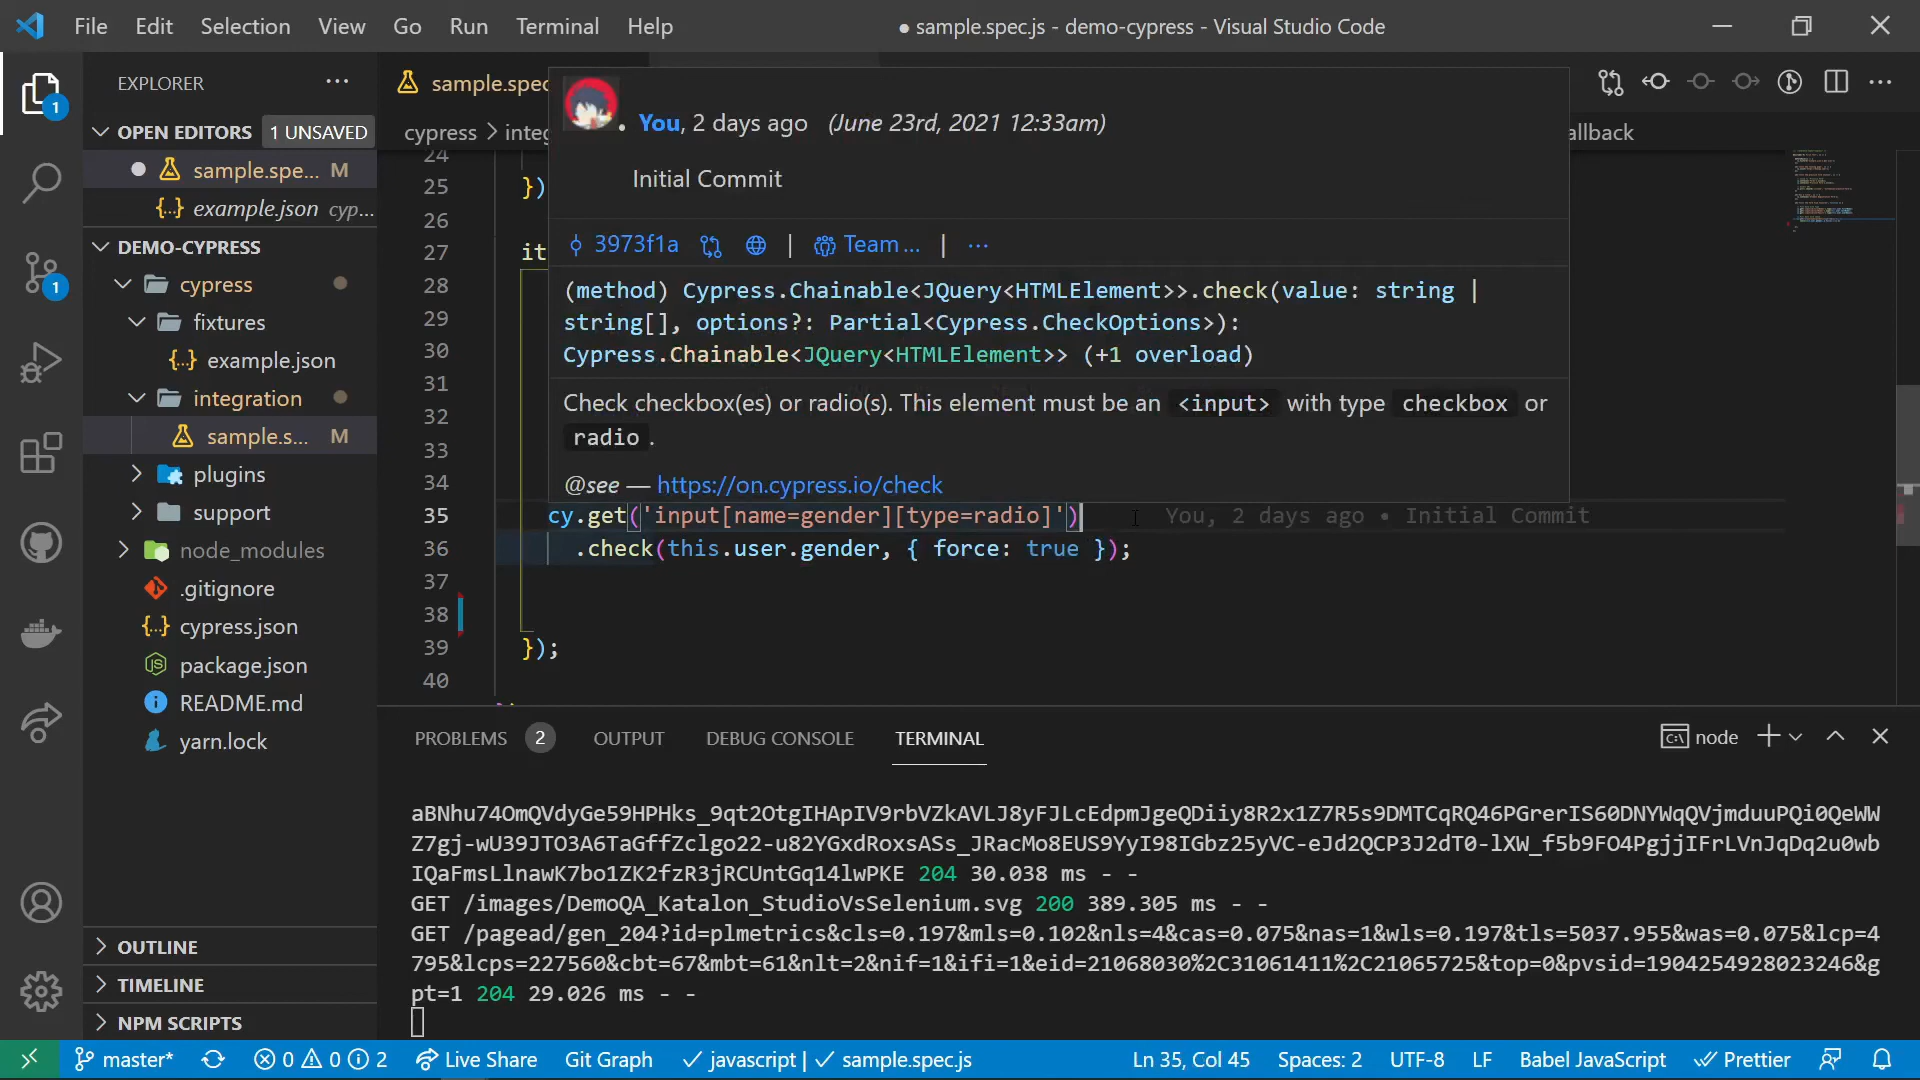 File Edit Selection View Go Run Terminal Help
● sample.spec.js - demo-cypress - Visual Studio Code
EXPLORER
OPEN EDITORS 1 UNSAVED
sample.spe... M
example.json cyp...
DEMO-CYPRESS
cypress
fixtures
example.json
integration
sample.s... M
plugins
support
node_modules
.gitignore
cypress.json
package.json
README.md
yarn.lock
OUTLINE
TIMELINE
NPM SCRIPTS
1
1
sample.spec
cypress > integ
allback
You, 2 days ago (June 23rd, 2021 12:33am)
Initial Commit
3973f1a | Team... | ...
(method) Cypress.Chainable<JQuery<HTMLElement>>.check(value: string |
string[], options?: Partial<Cypress.CheckOptions>):
Cypress.Chainable<JQuery<HTMLElement>> (+1 overload)
Check checkbox(es) or radio(s). This element must be an <input> with type checkbox or
radio.
@see — https://on.cypress.io/check
24
25 })
26
27 it
28
29
30
31
32
33
34
35 cy.get('input[name=gender][type=radio]') You, 2 days ago • Initial Commit
36 .check(this.user.gender, { force: true });
37
38
39 });
40
PROBLEMS 2 OUTPUT DEBUG CONSOLE TERMINAL
node
aBNhu74OmQVdyGe59HPHks_9qt2OtgIHApIV9rbVZkAVLJ8yFJLcEdpmJgeQDiiy8R2x1Z7R5s9DMTCqRQ46PGrerIS60DNYWqQVjmduuPQi0QeWW
Z7gj-wU39JTO3A6TaGffZclgo22-u82YGxdRoxsASs_JRacMo8EUS9YyI98IGbz25yVC-eJd2QCP3J2dT0-lXW_f5b9FO4PgjjIFrLVnJqDq2u0wb
IQaFmsLlnawK7bo1ZK2fzR3jRCUntGq14lwPKE 204 30.038 ms - -
GET /images/DemoQA_Katalon_StudioVsSelenium.svg 200 389.305 ms - -
GET /pagead/gen_204?id=plmetrics&cls=0.197&mls=0.102&nls=4&cas=0.075&nas=1&wls=0.197&tls=5037.955&was=0.075&lcp=4
795&lcps=227560&cbt=67&mbt=61&nlt=2&nif=1&ifi=1&eid=21068030%2C31061411%2C21065725&top=0&pvsid=1904254928023246&g
pt=1 204 29.026 ms - -
master* 0 0 2 Live Share Git Graph javascript | sample.spec.js Ln 35, Col 45 Spaces: 2 UTF-8 LF Babel JavaScript Prettier